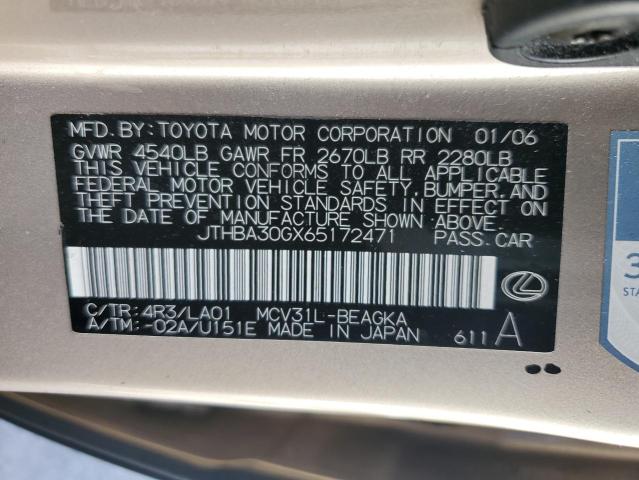 MFD. BY: TOYOTA MOTOR CORPORATION 01/06
GVWR 4540LB GAWR FR 2670LB RR 2280LB
THIS VEHICLE CONFORMS TO ALL APPLICABLE
FEDERAL MOTOR VEHICLE SAFETY, BUMPER, AND
THEFT PREVENTION STANDARDS IN EFFECT ON
THE DATE OF MANUFACTURE SHOWN ABOVE.
JTHBA30GX65172471 PASS. CAR
C/TR: 4R3/LA01 MCV31L-BEAGKA
A/TM: -02A/U151E MADE IN JAPAN 611 A
3
STA